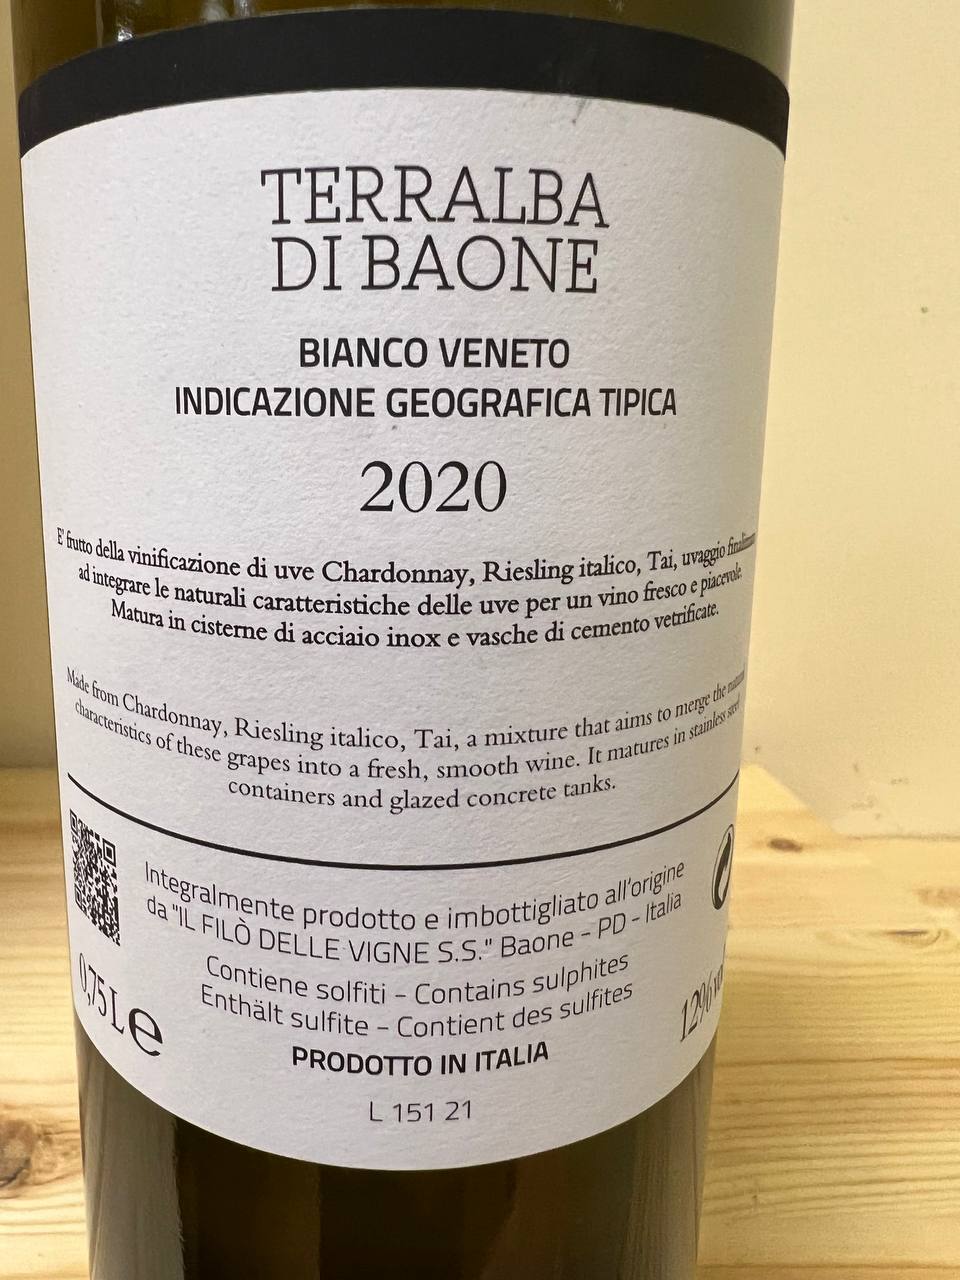 TERRALBA
DI BAONE
BIANCO VENETO
INDICAZIONE GEOGRAFICA TIPICA
2020
E' frutto della vinificazione di uve Chardonnay, Riesling italico, Tai, uvaggio
ad integrare le naturali caratteristiche delle uve per un vino fresco e piacevole.
Matura in cisterne di acciaio inox e vasche di cemento vetrificate.
Made from Chardonnay, Riesling italico, Tai, a mixture that aims to merge the natural
characteristics of these grapes into a fresh, smooth wine. It matures in stainless steel
containers and glazed concrete tanks.
Integralmente prodotto e imbottigliato all'origine
da "IL FILÒ DELLE VIGNE S.S." Baone - PD - Italia
Contiene solfiti - Contains sulphites
Enthält sulfite - Contient des sulfites
0,75 L e
12% vol
PRODOTTO IN ITALIA
L 151 21